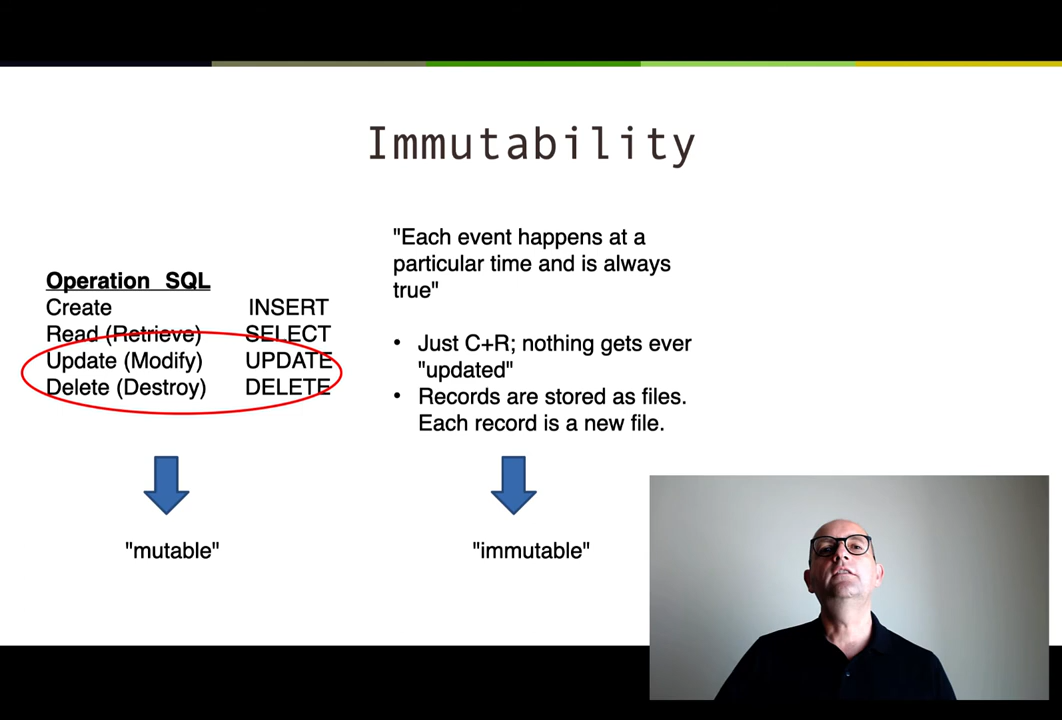 Immutability
Operation SQL
Create INSERT
Read (Retrieve) SELECT
Update (Modify) UPDATE
Delete (Destroy) DELETE
"mutable"
"Each event happens at a
particular time and is always
true"
• Just C+R; nothing gets ever
"updated"
• Records are stored as files.
Each record is a new file.
"immutable"